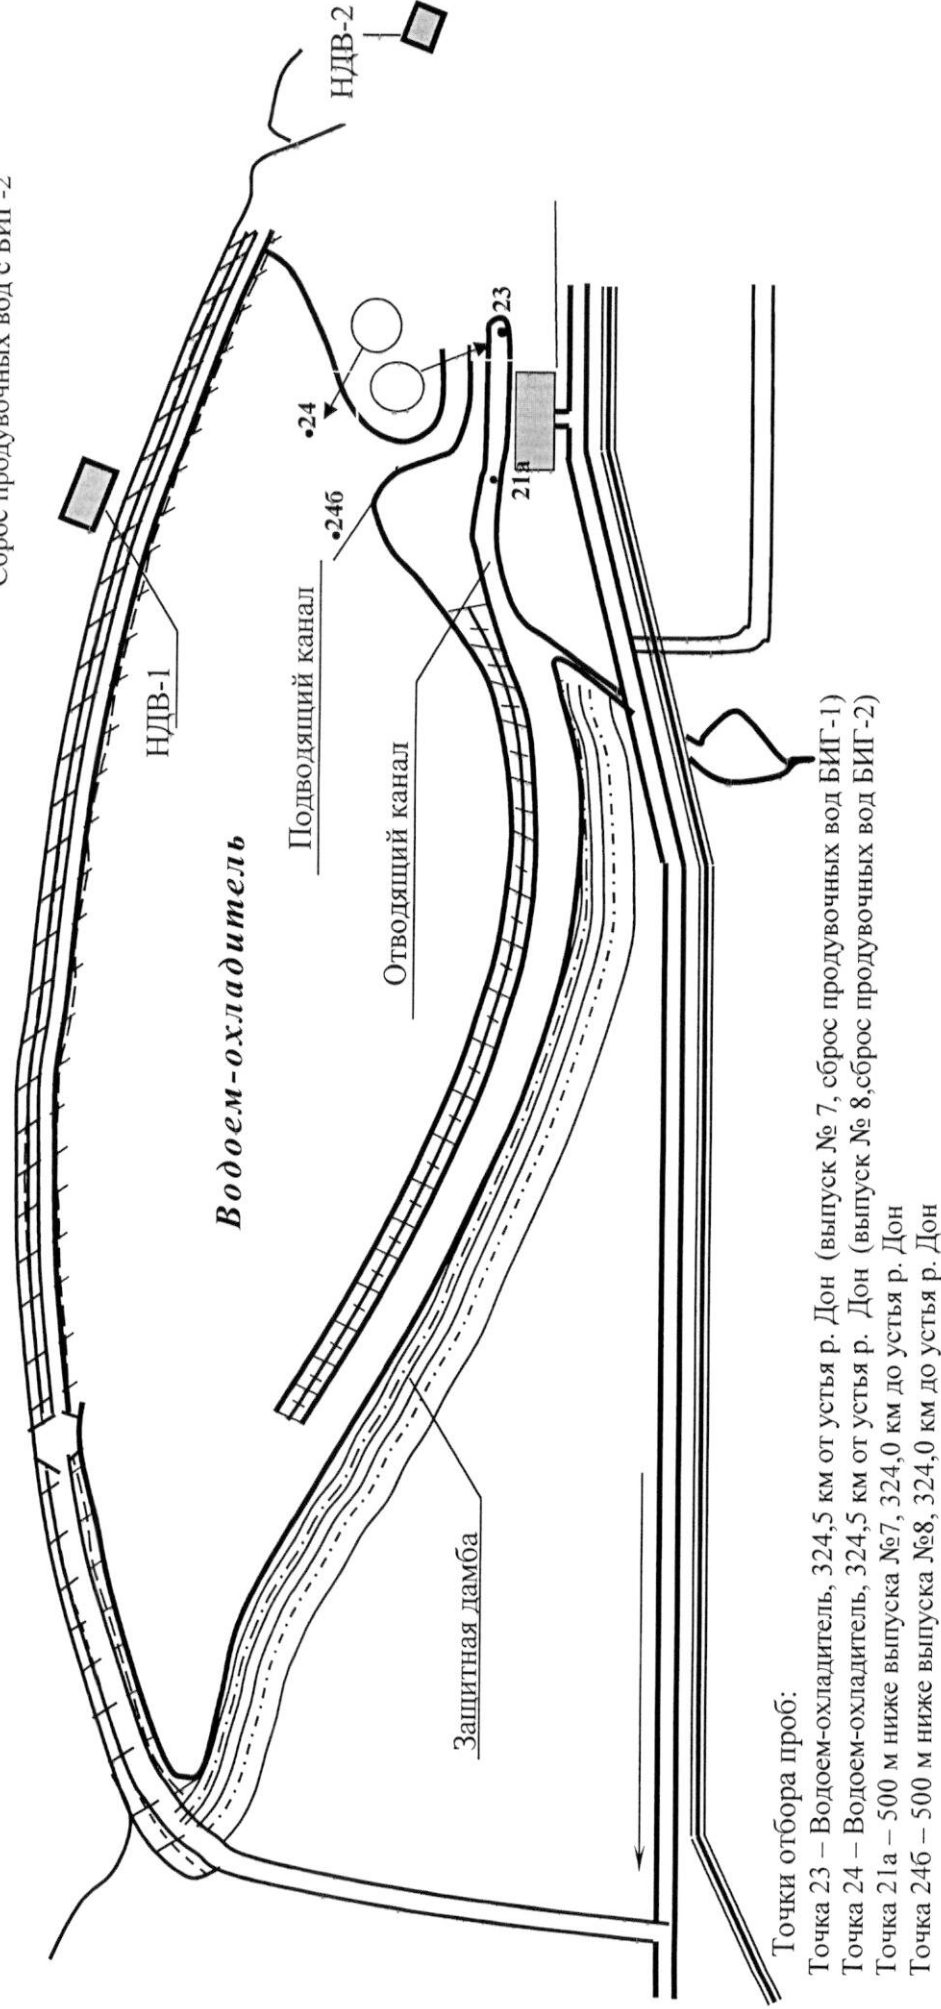 Сброс продувочных вод с БИГ-2
НДВ-2
НДВ-1
•24
•24б
23
21а
Подводящий канал
Отводящий канал
Водоем-охладитель
Защитная дамба
Точки отбора проб:
Точка 23 – Водоем-охладитель, 324,5 км от устья р. Дон (выпуск № 7, сброс продувочных вод БИГ-1)
Точка 24 – Водоем-охладитель, 324,5 км от устья р. Дон (выпуск № 8,сброс продувочных вод БИГ-2)
Точка 21а – 500 м ниже выпуска №7, 324,0 км до устья р. Дон
Точка 24б – 500 м ниже выпуска №8, 324,0 км до устья р. Дон